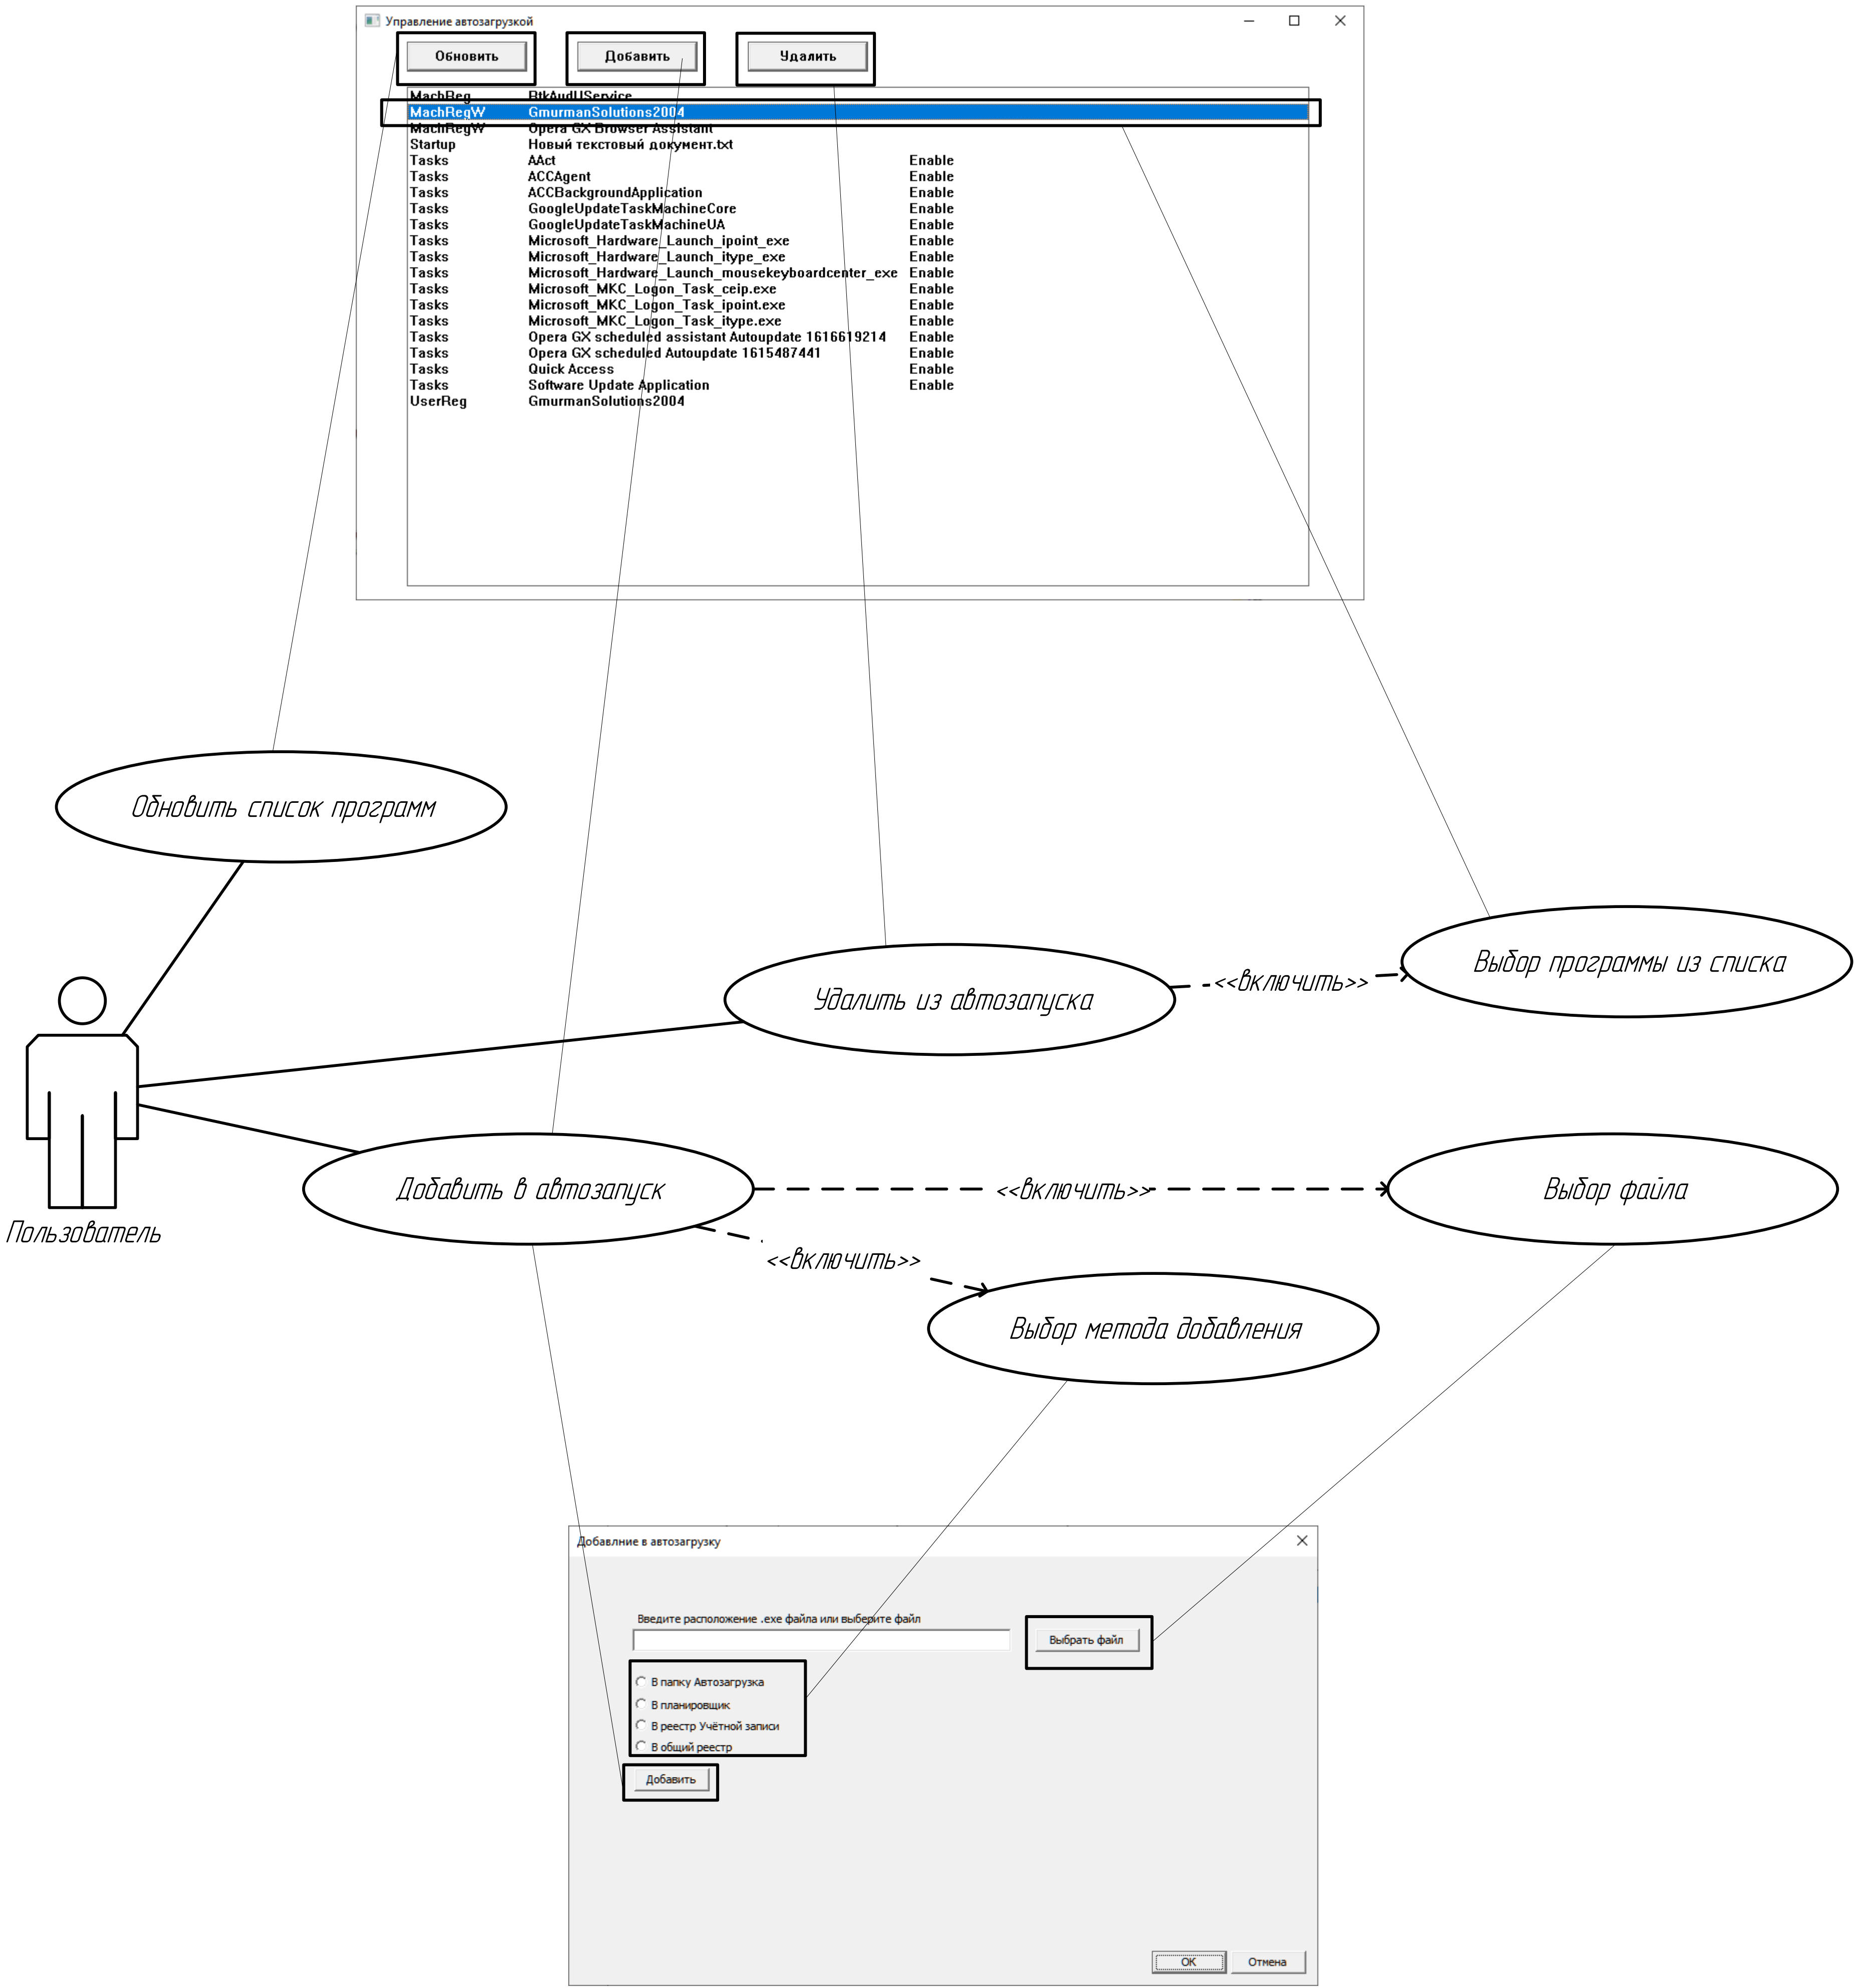 Управление автозагрузкой
Обновить Добавить Удалить
MachReg RtkAudUService
MachRegW GmurmanSolutions2004
MachRegW Opera GX Browser Assistant
Startup Новый текстовый документ.txt
Tasks AAct Enable
Tasks ACCAgent Enable
Tasks ACCBackgroundApplication Enable
Tasks GoogleUpdateTaskMachineCore Enable
Tasks GoogleUpdateTaskMachineUA Enable
Tasks Microsoft_Hardware_Launch_ipoint_exe Enable
Tasks Microsoft_Hardware_Launch_itype_exe Enable
Tasks Microsoft_Hardware_Launch_mousekeyboardcenter_exe Enable
Tasks Microsoft_MKC_Logon_Task_ceip.exe Enable
Tasks Microsoft_MKC_Logon_Task_ipoint.exe Enable
Tasks Microsoft_MKC_Logon_Task_itype.exe Enable
Tasks Opera GX scheduled assistant Autoupdate 1616619214 Enable
Tasks Opera GX scheduled Autoupdate 1615487441 Enable
Tasks Quick Access Enable
Tasks Software Update Application Enable
UserReg GmurmanSolutions2004
Обновить список программ
Выбор программы из списка
<<включить>>
Удалить из автозапуска
Добавить в автозапуск
<<включить>>
Выбор файла
Пользователь
<<включить>>
Выбор метода добавления
Добавлние в автозагрузку
Введите расположение .exe файла или выберите файл
Выбрать файл
В папку Автозагрузка
В планировщик
В реестр Учётной записи
В общий реестр
Добавить
OK Отмена